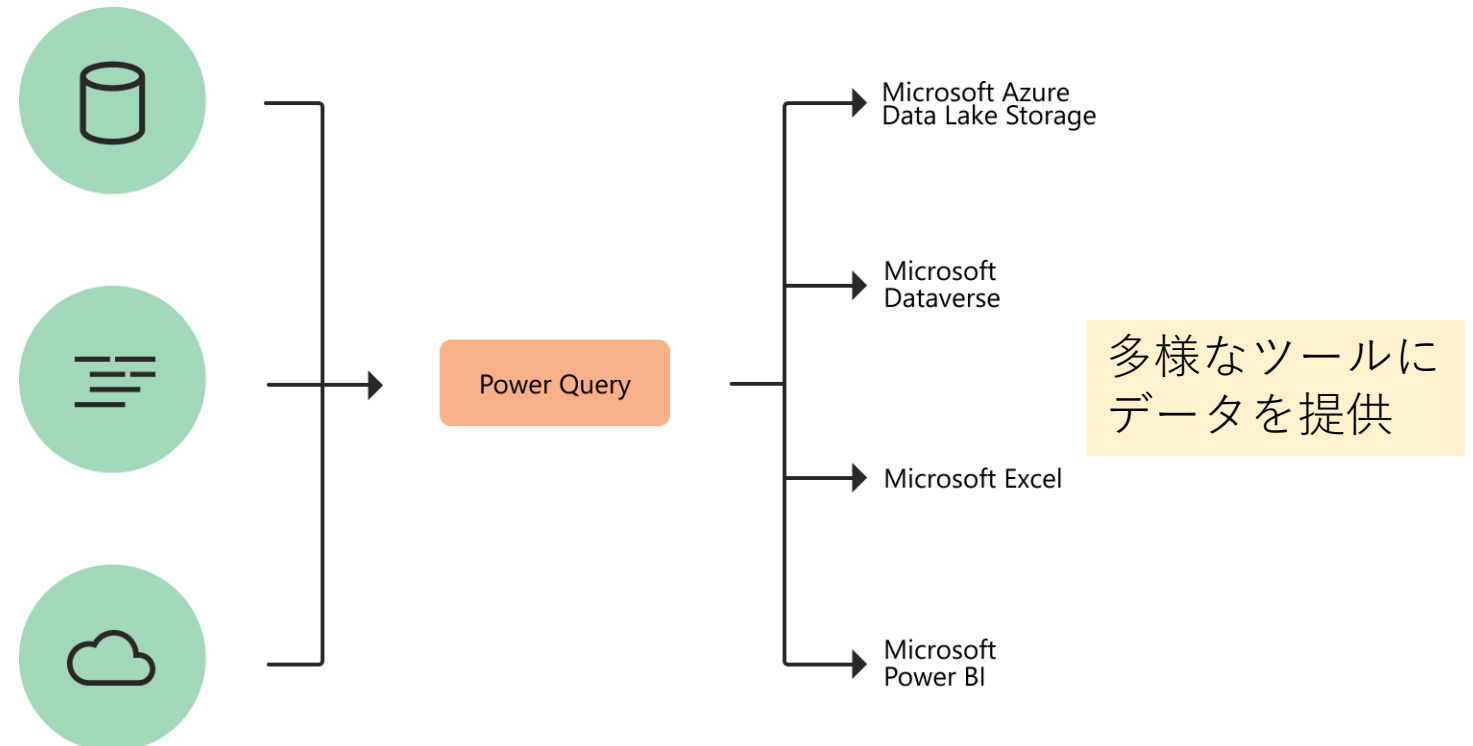 Microsoft Azure
Data Lake Storage
Microsoft
Dataverse
多様なツールに
データを提供
Power Query
Microsoft Excel
Microsoft
Power BI